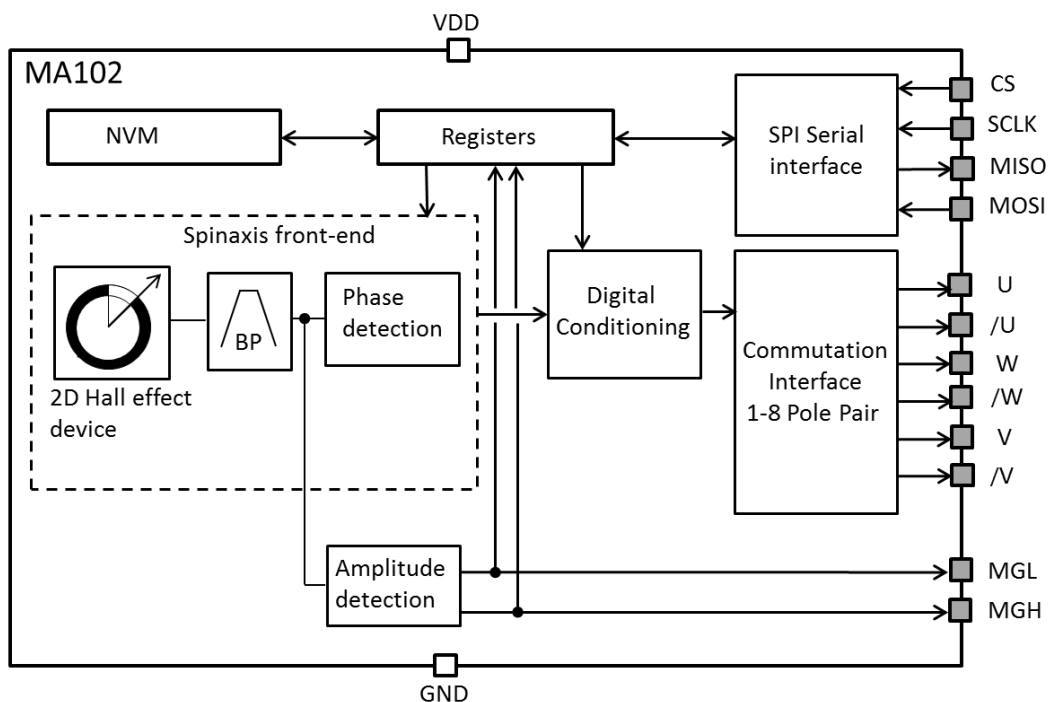 VDD
MA102
NVM
Registers
SPI Serial
interface
CS
SCLK
MISO
MOSI
Spinaxis front-end
BP
Phase
detection
2D Hall effect
device
Digital
Conditioning
Commutation
Interface
1-8 Pole Pair
U
/U
W
/W
V
/V
Amplitude
detection
MGL
MGH
GND